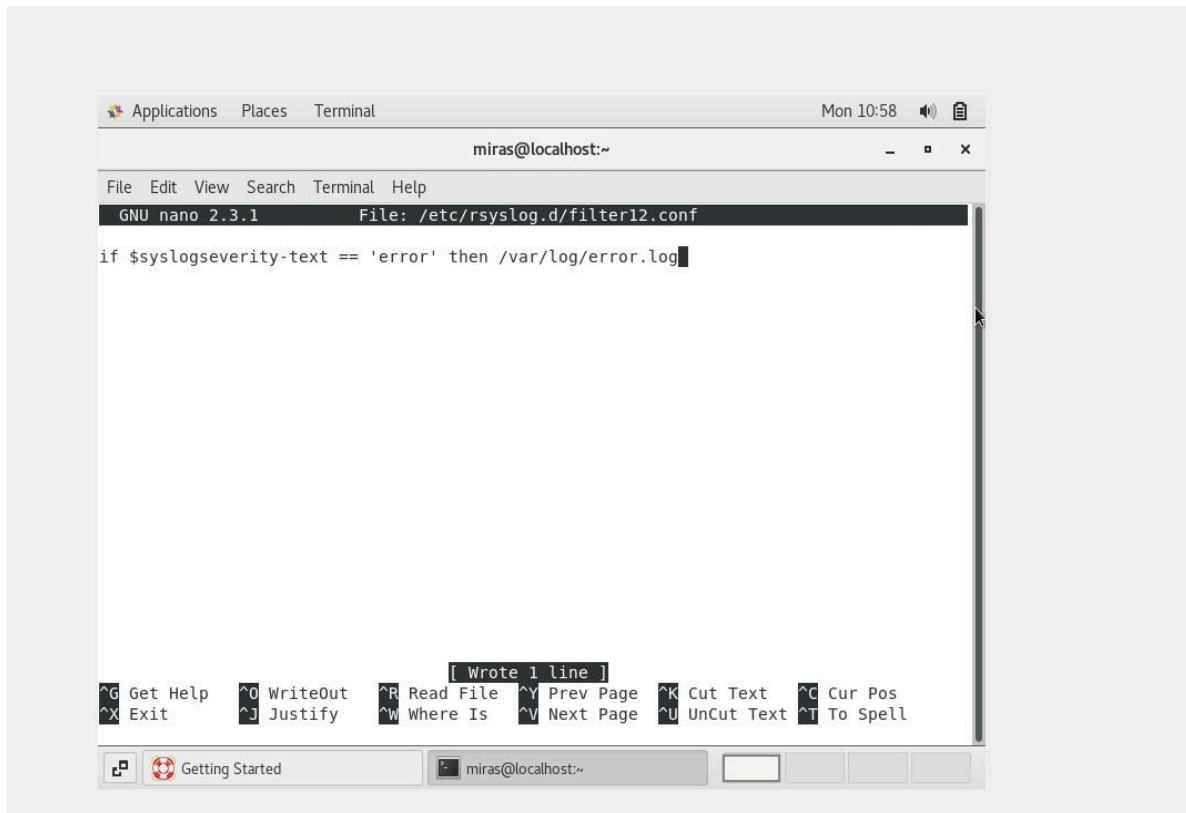 Applications Places Terminal Mon 10:58
miras@localhost:~
File Edit View Search Terminal Help
GNU nano 2.3.1 File: /etc/rsyslog.d/filter12.conf
if $syslogseverity-text == 'error' then /var/log/error.log
[ Wrote 1 line ]
^G Get Help ^O WriteOut ^R Read File ^Y Prev Page ^K Cut Text ^C Cur Pos
^X Exit ^J Justify ^W Where Is ^V Next Page ^U UnCut Text ^T To Spell
Getting Started miras@localhost:~